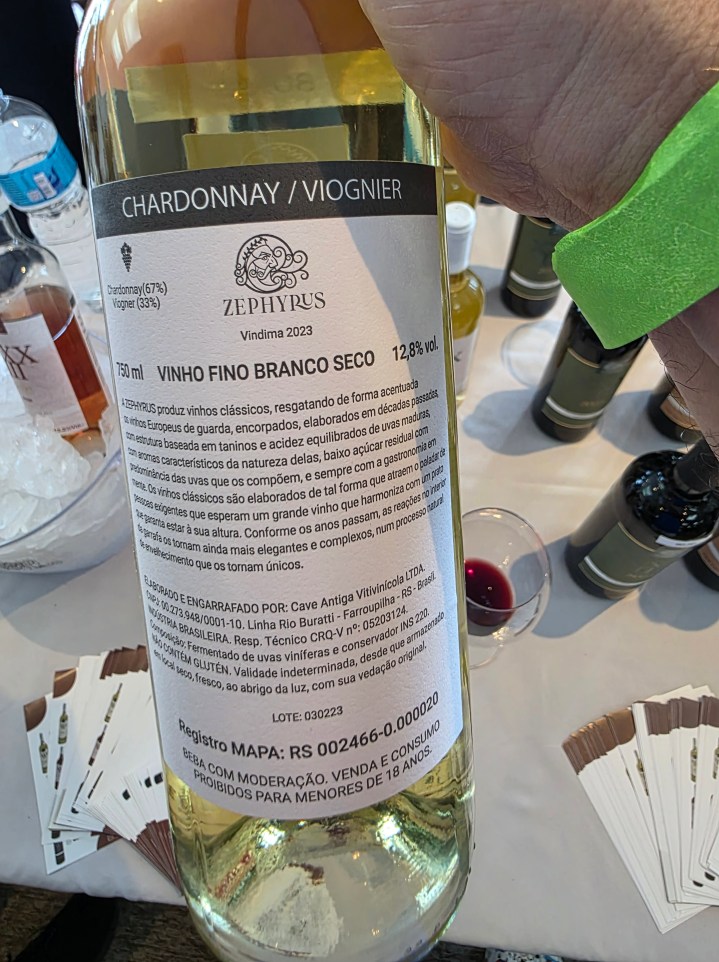 CHARDONNAY / VIOGNIER
Chardonnay(67%)
Viogner (33%)
ZEPHYRUS
Vindima 2023
750 ml VINHO FINO BRANCO SECO 12,8% vol.
A ZEPHYRUS produz vinhos clássicos, resgatando de forma acentuada
os vinhos Europeus de guarda, encorpados, elaborados em décadas passadas,
com estrutura baseada em taninos e acidez equilibrados de uvas maduras,
com aromas característicos da natureza delas, baixo açúcar residual com
predominância das uvas que os compõem, e sempre com a gastronomia em
mente. Os vinhos clássicos são elaborados de tal forma que atraem o paladar de
pessoas exigentes que esperam um grande vinho que harmoniza com um prato
que garanta estar à sua altura. Conforme os anos passam, as reações no interior
da garrafa os tornam ainda mais elegantes e complexos, num processo natural
de envelhecimento que os tornam únicos.
ELABORADO E ENGARRAFADO POR: Cave Antiga Vitivinícola LTDA.
CNPJ: 00.273.948/0001-10. Linha Rio Buratti - Farroupilha - RS - Brasil.
INDÚSTRIA BRASILEIRA. Resp. Técnico CRQ-V nº: 05203124.
Composição: Fermentado de uvas viníferas e conservador INS 220.
NÃO CONTÉM GLUTÉN. Validade indeterminada, desde que armazenado
em local seco, fresco, ao abrigo da luz, com sua vedação original.
LOTE: 030223
Registro MAPA: RS 002466-0.000020
BEBA COM MODERAÇÃO. VENDA E CONSUMO
PROIBIDOS PARA MENORES DE 18 ANOS.